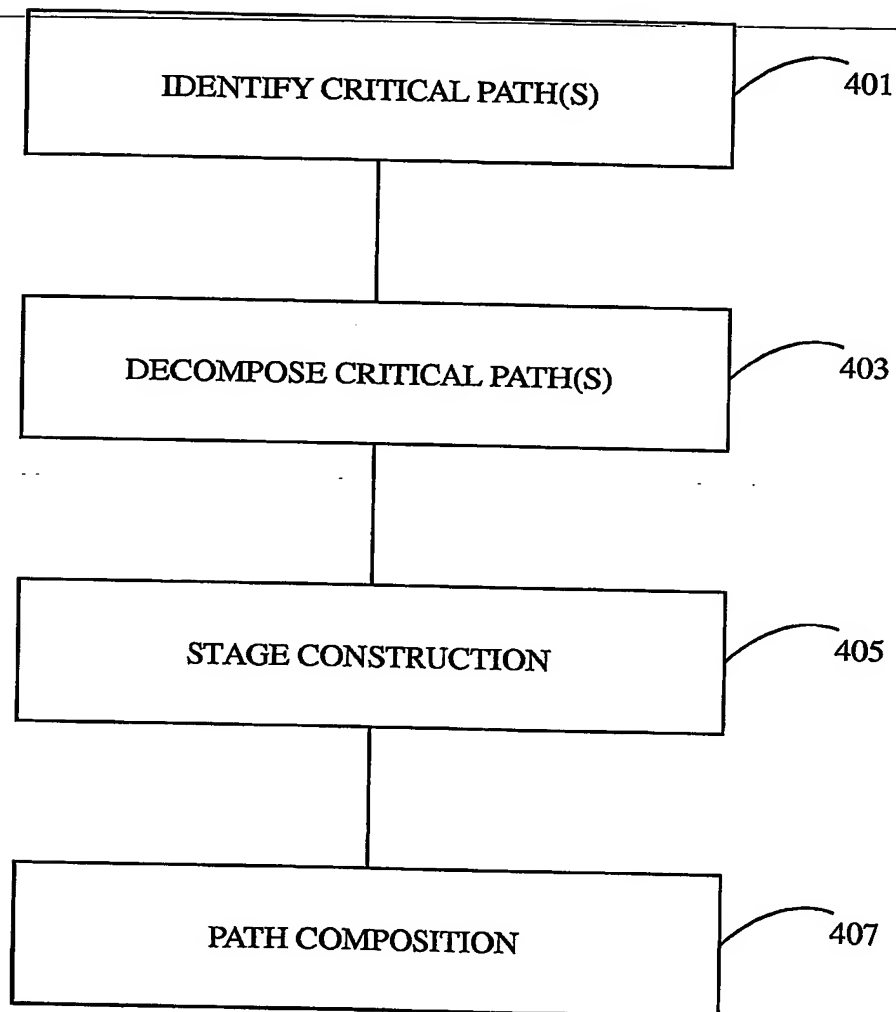 IDENTIFY CRITICAL PATH(S)
401
DECOMPOSE CRITICAL PATH(S)
403
STAGE CONSTRUCTION
405
PATH COMPOSITION
407